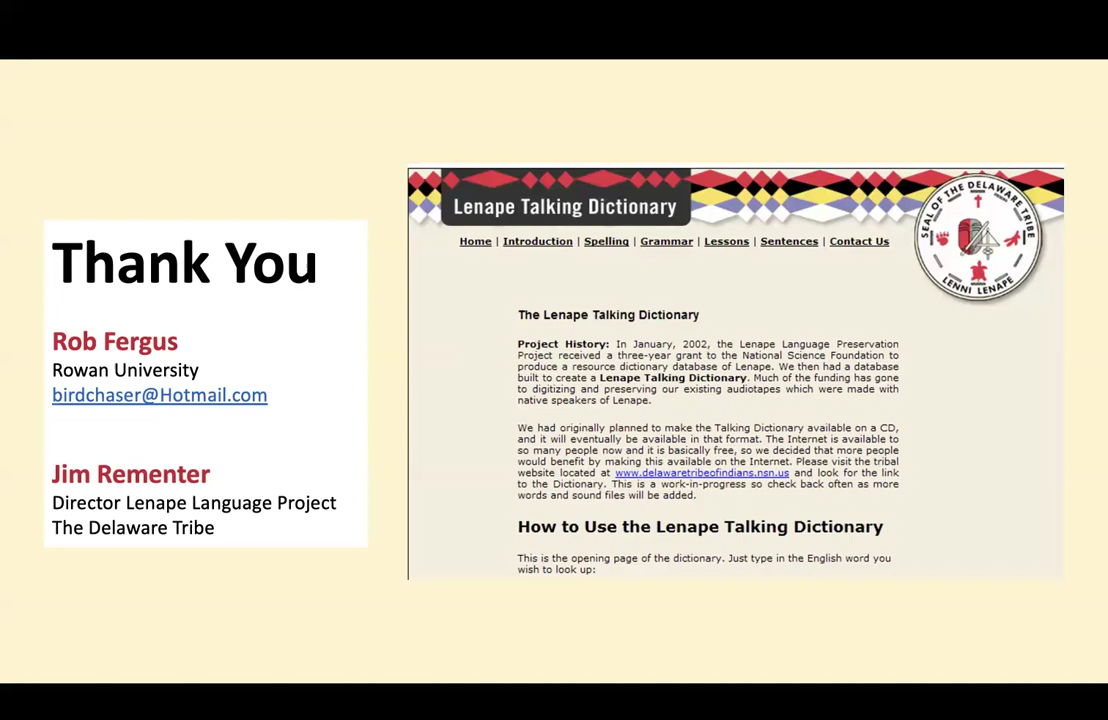 Thank You
Rob Fergus
Rowan University
birdchaser@Hotmail.com
Jim Rementer
Director Lenape Language Project
The Delaware Tribe
Lenape Talking Dictionary
Home | Introduction | Spelling | Grammar | Lessons | Sentences | Contact Us
SEAL OF THE DELAWARE TRIBE
LENNI LENAPE
The Lenape Talking Dictionary
Project History: In January, 2002, the Lenape Language Preservation
Project received a three-year grant to the National Science Foundation to
produce a resource dictionary database of Lenape. We then had a database
built to create a Lenape Talking Dictionary. Much of the funding has gone
to digitizing and preserving our existing audiotapes which were made with
native speakers of Lenape.
We had originally planned to make the Talking Dictionary available on a CD,
and it will eventually be available in that format. The Internet is available to
so many people now and it is basically free, so we decided that more people
would benefit by making this available on the Internet. Please visit the tribal
website located at www.delawaretribeofindians.nsn.us and look for the link
to the Dictionary. This is a work-in-progress so check back often as more
words and sound files will be added.
How to Use the Lenape Talking Dictionary
This is the opening page of the dictionary. Just type in the English word you
wish to look up: